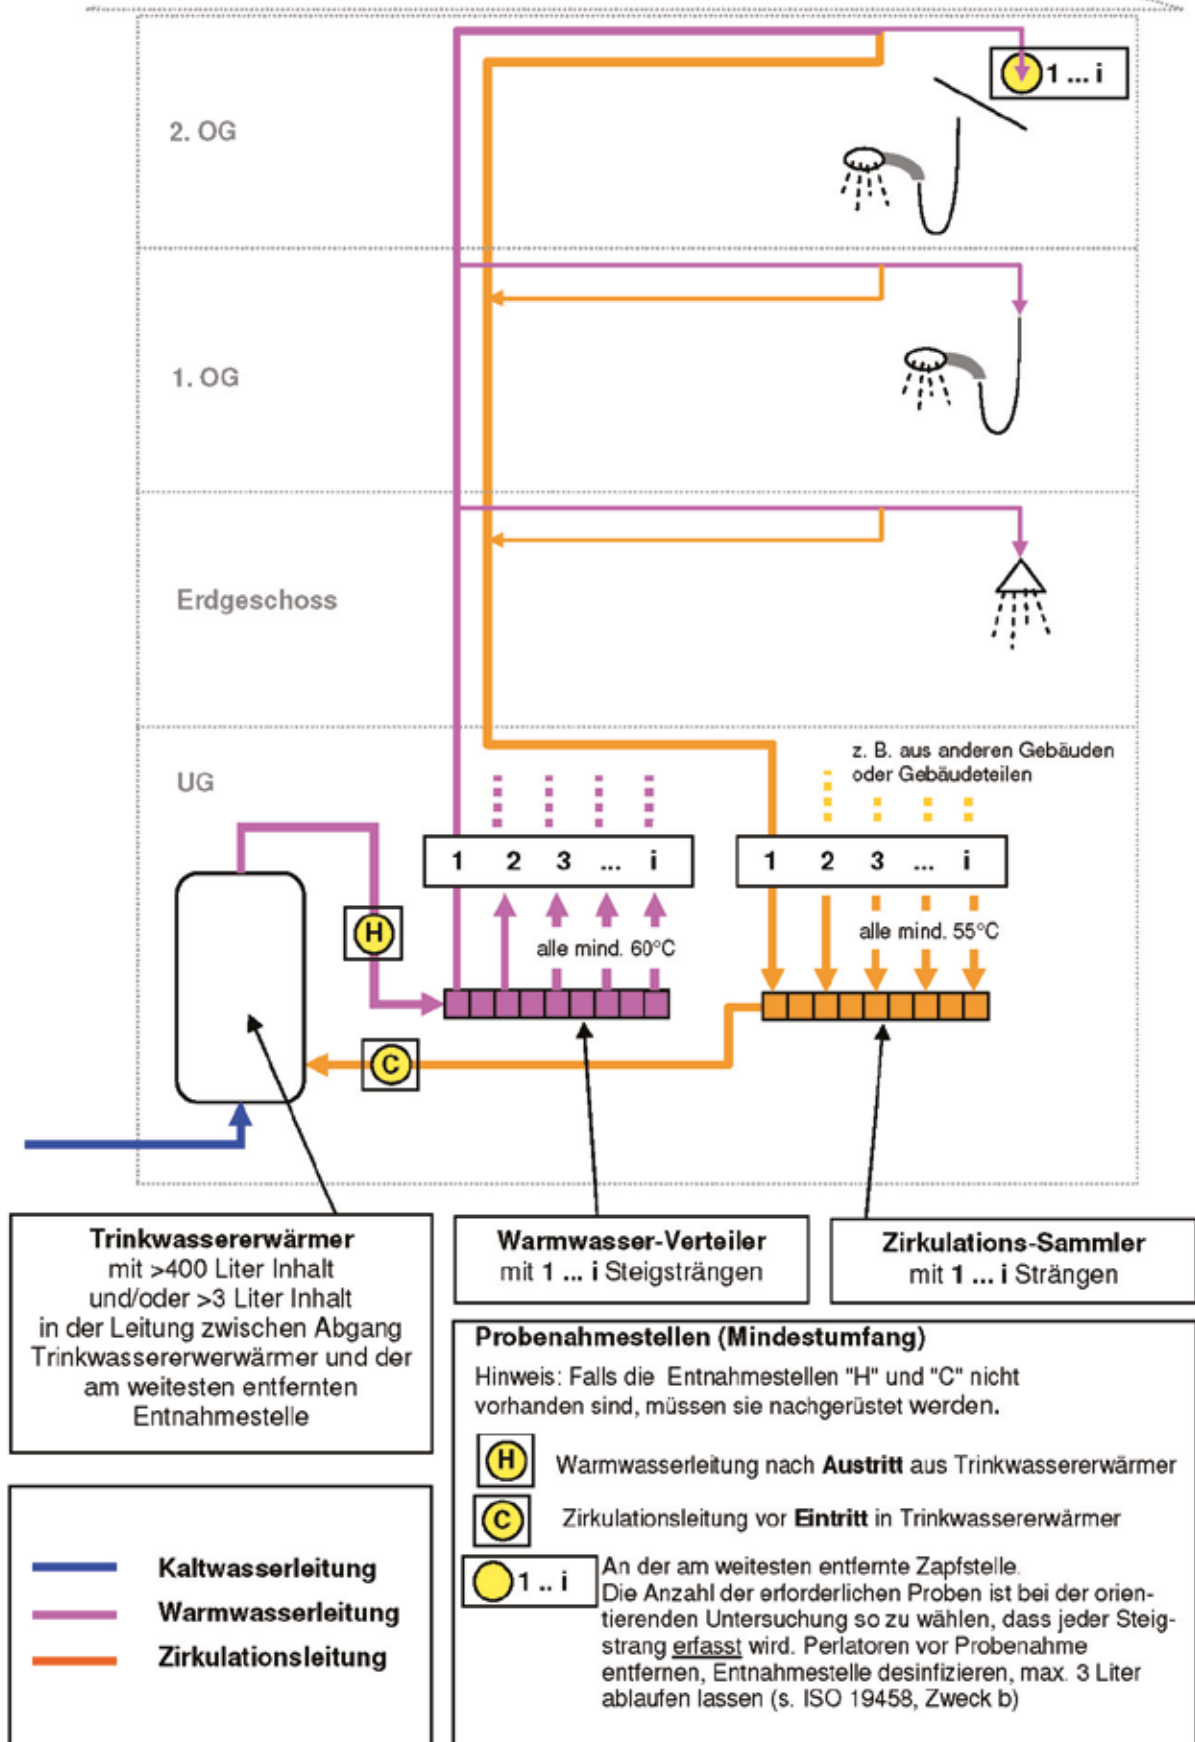 1 ... i
2. OG
1. OG
Erdgeschoss
UG
z. B. aus anderen Gebäuden
oder Gebäudeteilen
1 2 3 ... i
1 2 3 ... i
H
alle mind. 60°C
alle mind. 55°C
C
Trinkwassererwärmer
mit >400 Liter Inhalt
und/oder >3 Liter Inhalt
in der Leitung zwischen Abgang
Trinkwassererwerwärmer und der
am weitesten entfernten
Entnahmestelle
Warmwasser-Verteiler
mit 1 ... i Steigsträngen
Zirkulations-Sammler
mit 1 ... i Strängen
Kaltwasserleitung
Warmwasserleitung
Zirkulationsleitung
Probenahmestellen (Mindestumfang)
Hinweis: Falls die Entnahmestellen "H" und "C" nicht
vorhanden sind, müssen sie nachgerüstet werden.
H Warmwasserleitung nach Austritt aus Trinkwassererwärmer
C Zirkulationsleitung vor Eintritt in Trinkwassererwärmer
1 .. i An der am weitesten entfernte Zapfstelle.
Die Anzahl der erforderlichen Proben ist bei der orien-
tierenden Untersuchung so zu wählen, dass jeder Steig-
strang erfasst wird. Perlatoren vor Probenahme
entfernen, Entnahmestelle desinfizieren, max. 3 Liter
ablaufen lassen (s. ISO 19458, Zweck b)